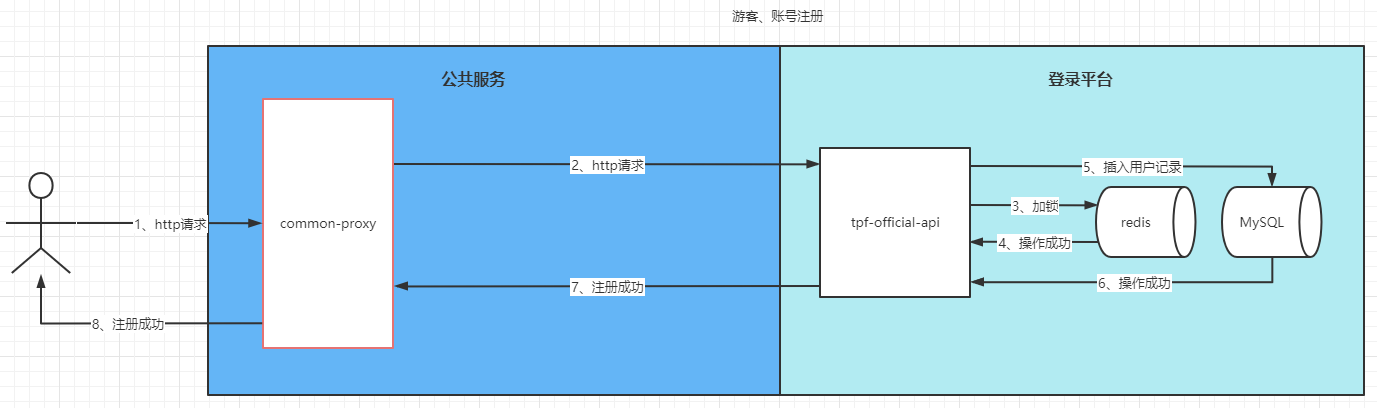 游客、账号注册
公共服务
登录平台
2、http请求
5、插入用户记录
3、加锁
1、http请求
common-proxy
tpf-official-api
redis
MySQL
4、操作成功
6、操作成功
7、注册成功
8、注册成功